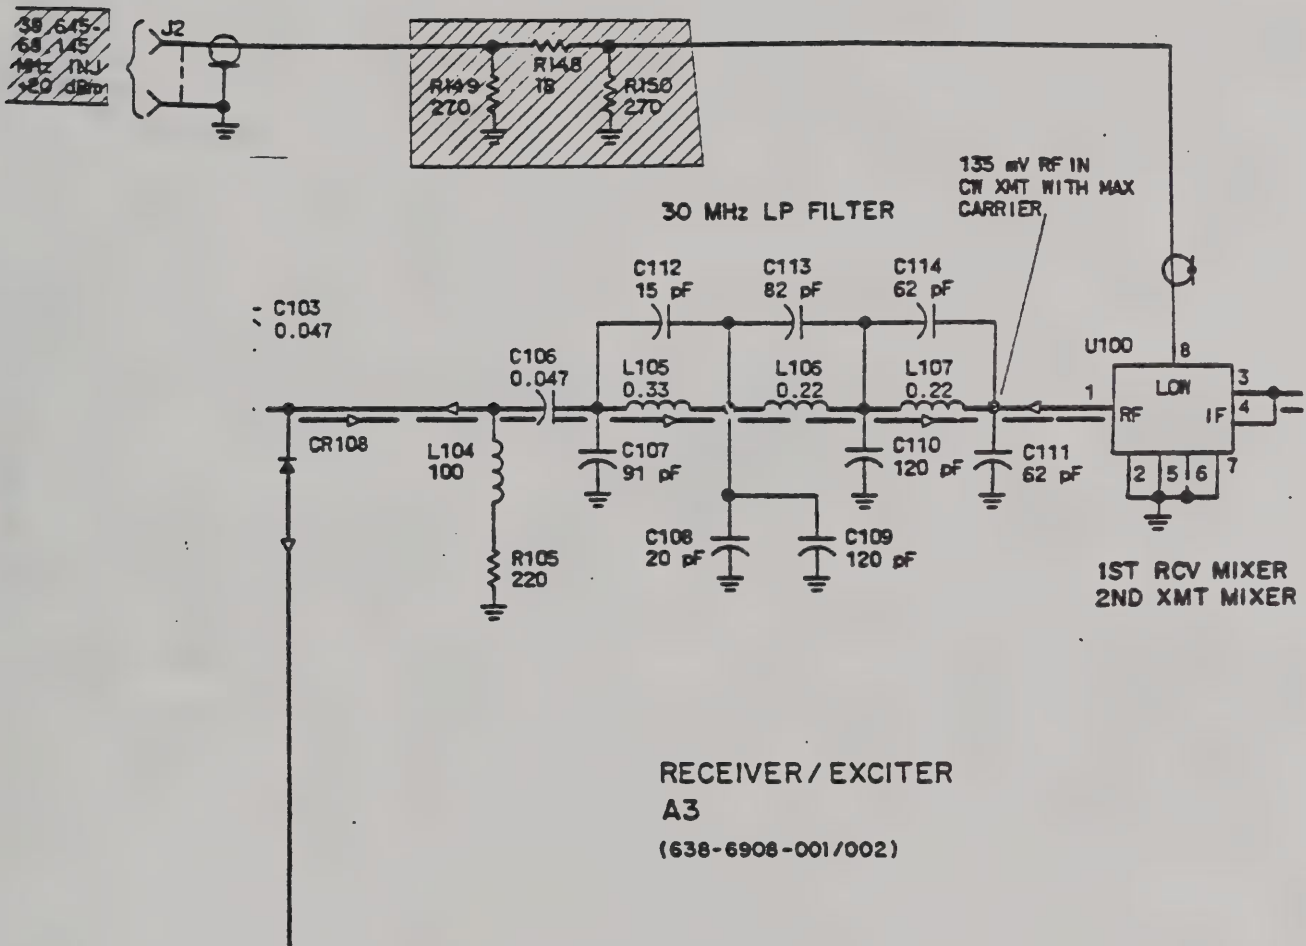 J2
R149
270
R148
18
R150
270
135 mV RF IN
CW XMT WITH MAX
CARRIER
30 MHz LP FILTER
C103
0.047
C106
0.047
C112
15 pF
C113
82 pF
C114
62 pF
L105
0.33
L106
0.22
L107
0.22
U100
8
LOW
1
RF
3
4
IF
2
5
6
7
CR108
L104
100
C107
91 pF
C110
120 pF
C111
62 pF
R105
220
C108
20 pF
C109
120 pF
1ST RCV MIXER
2ND XMT MIXER
RECEIVER/EXCITER
A3
(638-6908-001/002)